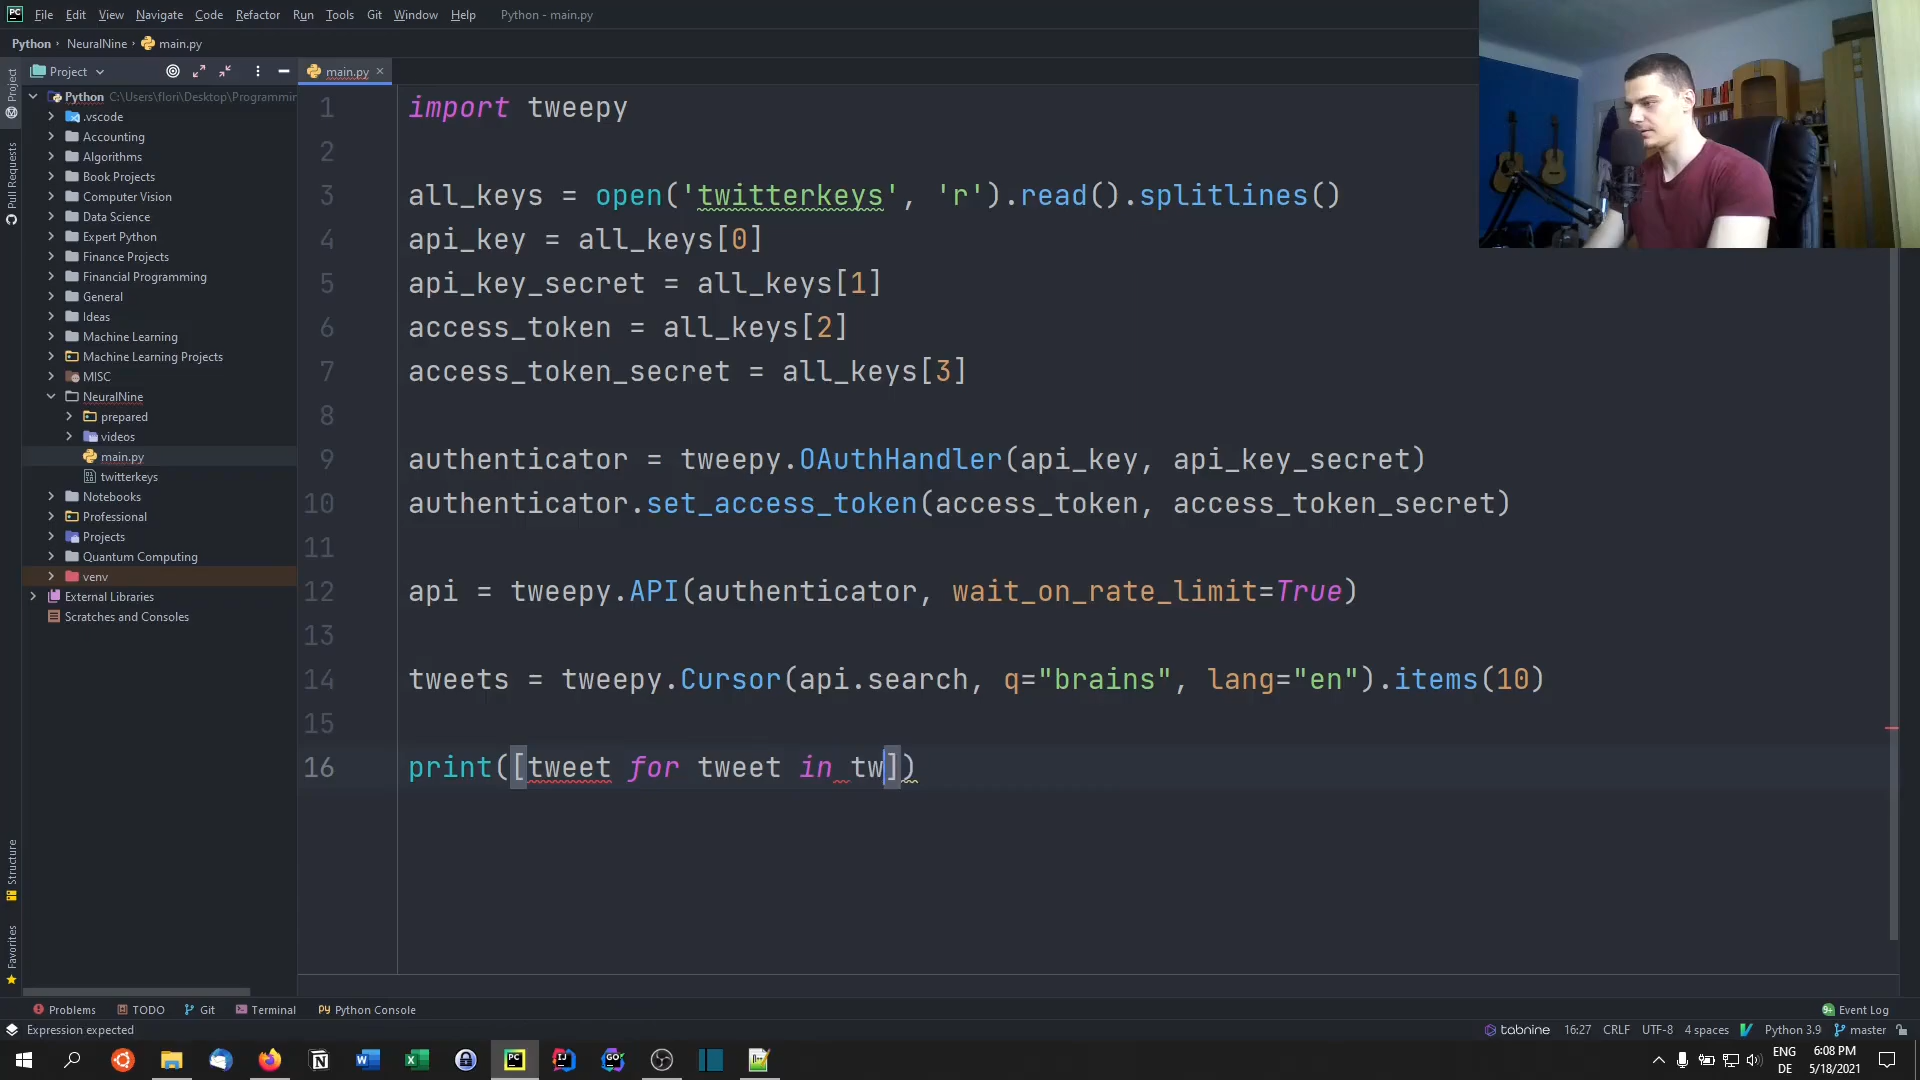 File Edit View Navigate Code Refactor Run Tools Git Window Help Python - main.py
Python › NeuralNine › main.py
Project
main.py
Project
Pull Requests
Structure
Favorites
Python C:\Users\flori\Desktop\Programmin
.vscode
Accounting
Algorithms
Book Projects
Computer Vision
Data Science
Expert Python
Finance Projects
Financial Programming
General
Ideas
Machine Learning
Machine Learning Projects
MISC
NeuralNine
prepared
videos
main.py
twitterkeys
Notebooks
Professional
Projects
Quantum Computing
venv
External Libraries
Scratches and Consoles
1 import tweepy
2
3 all_keys = open('twitterkeys', 'r').read().splitlines()
4 api_key = all_keys[0]
5 api_key_secret = all_keys[1]
6 access_token = all_keys[2]
7 access_token_secret = all_keys[3]
8
9 authenticator = tweepy.OAuthHandler(api_key, api_key_secret)
10 authenticator.set_access_token(access_token, access_token_secret)
11
12 api = tweepy.API(authenticator, wait_on_rate_limit=True)
13
14 tweets = tweepy.Cursor(api.search, q="brains", lang="en").items(10)
15
16 print([tweet for tweet in tw])
Problems TODO Git Terminal Python Console 9+ Event Log
Expression expected tabnine 16:27 CRLF UTF-8 4 spaces Python 3.9 master
ENG 6:08 PM
DE 5/18/2021